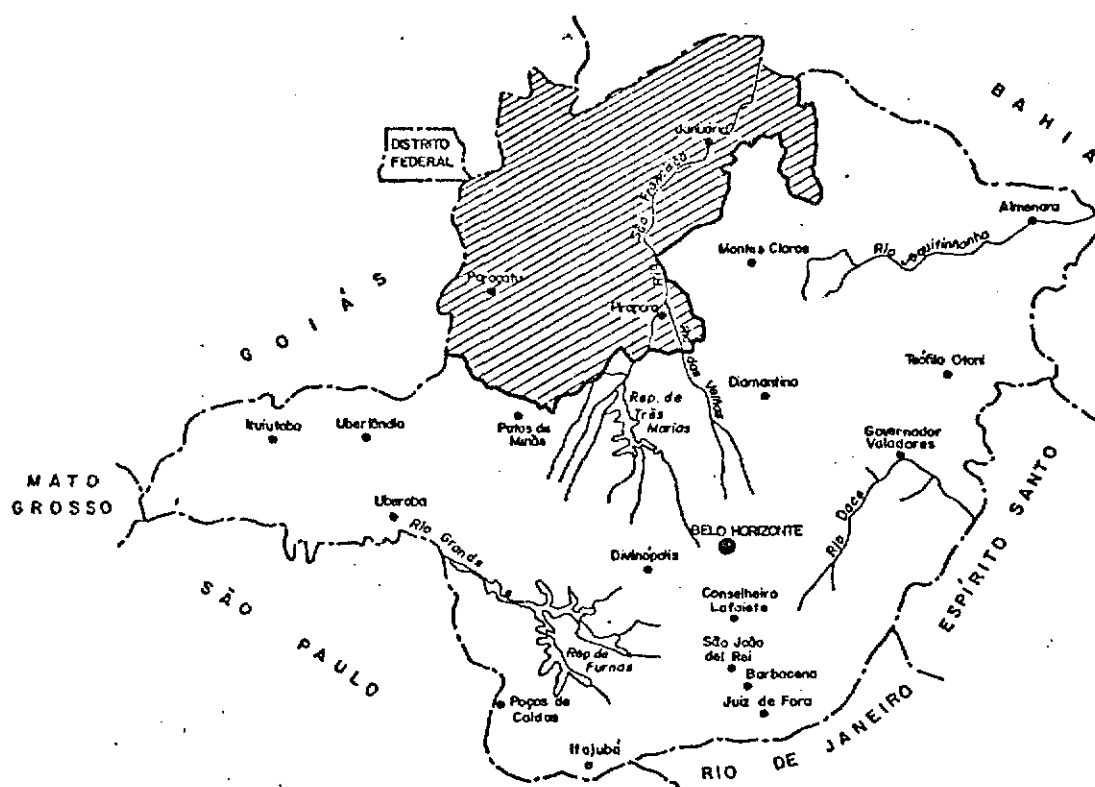 BAHIA
DISTRITO
FEDERAL
Januária
São Francisco
Rio
Almenara
Rio Jequitinhonha
Montes Claros
GOIÁS
Paracatu
Pirapora
Rio das Velhas
Teófilo Otoni
Diamantina
Rep. de
Três
Marias
Ituiutaba
Uberlândia
Patos de
Minas
Governador
Valadares
MATO
GROSSO
Uberaba
Rio Grande
Rio Doce
BELO HORIZONTE
Divinópolis
ESPÍRITO SANTO
SÃO PAULO
Conselheiro
Lafaiete
São João
del Rei
Rep. de
Furnas
Barbacena
Juiz de Fora
Poços de
Caldas
Itajubá
RIO DE JANEIRO